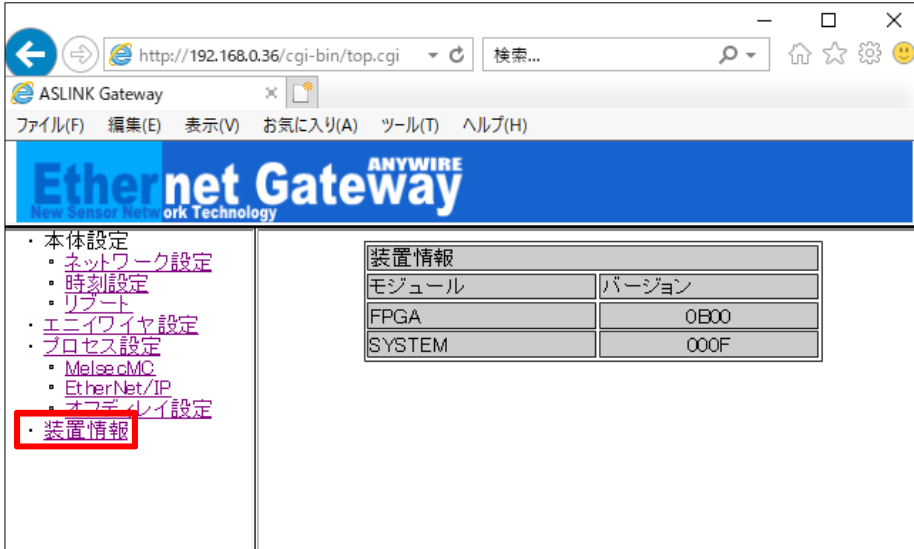 http://192.168.0.36/cgi-bin/top.cgi 検索...
ASLINK Gateway
ファイル(F) 編集(E) 表示(V) お気に入り(A) ツール(T) ヘルプ(H)
Ethernet Gateway
ANYWIRE
New Sensor Network Technology
・本体設定
▪ ネットワーク設定
▪ 時刻設定
▪ リブート
・エニイワイヤ設定
・プロセス設定
▪ MelsecMC
▪ EtherNet/IP
▪ オフディレイ設定
・装置情報
装置情報
モジュール バージョン
FPGA 0B00
SYSTEM 000F